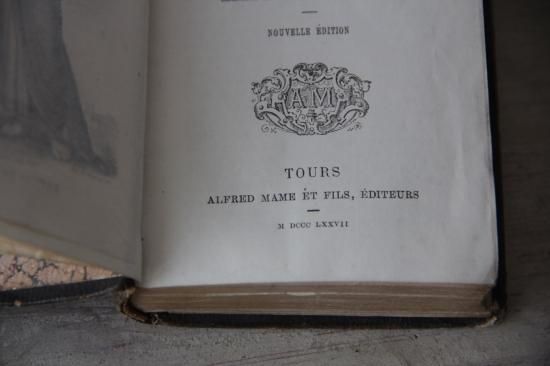 NOUVELLE ÉDITION
AM
TOURS
ALFRED MAME ET FILS, ÉDITEURS
M DCCC LXXVII